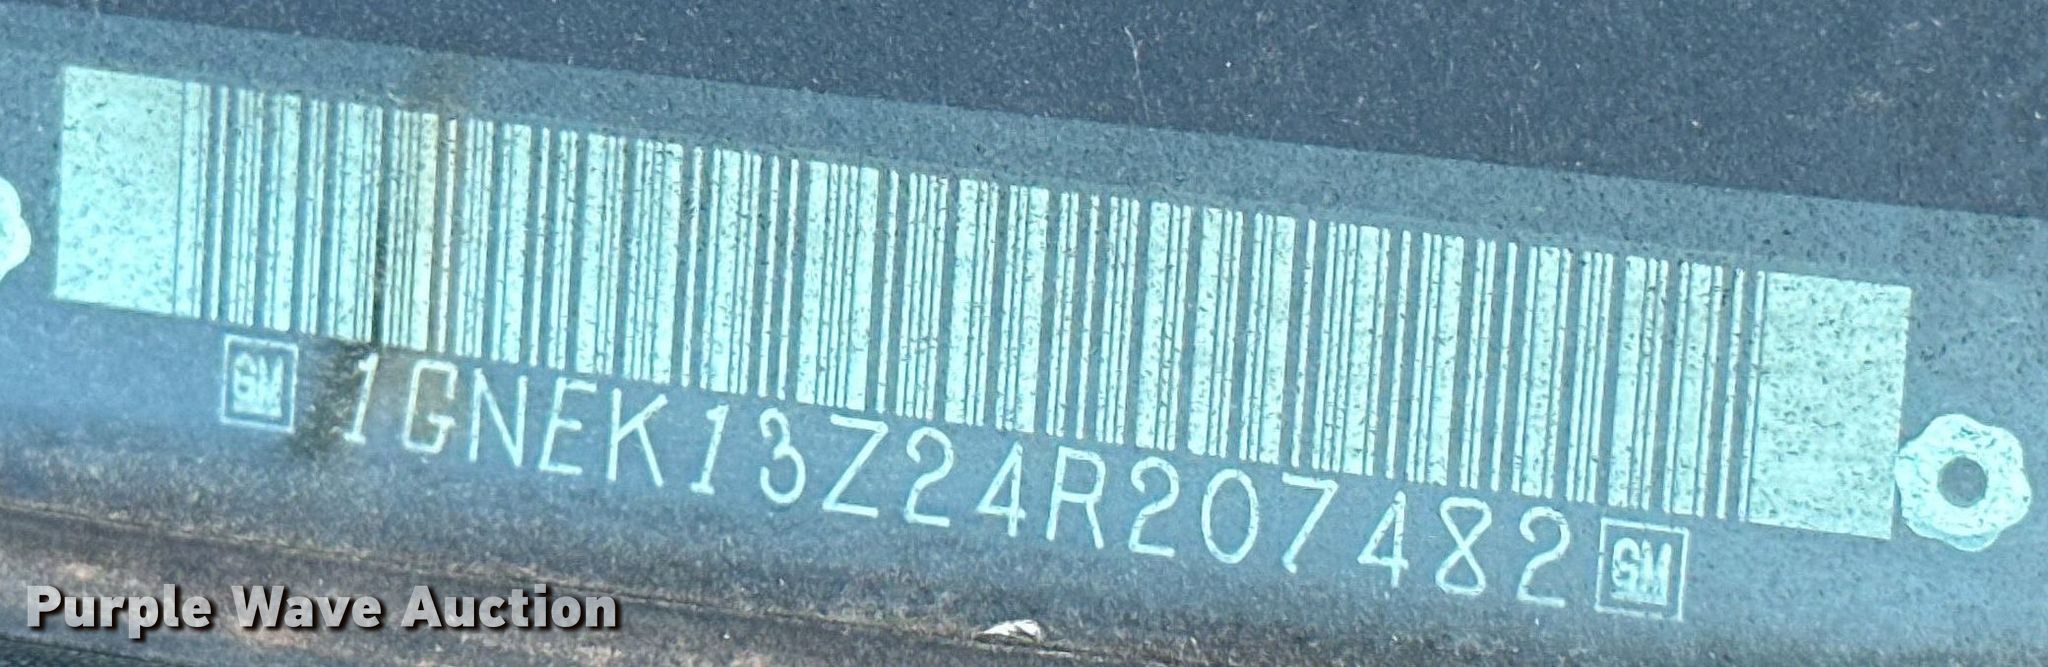 GM 1GNEK13Z24R207482 GM
Purple Wave Auction